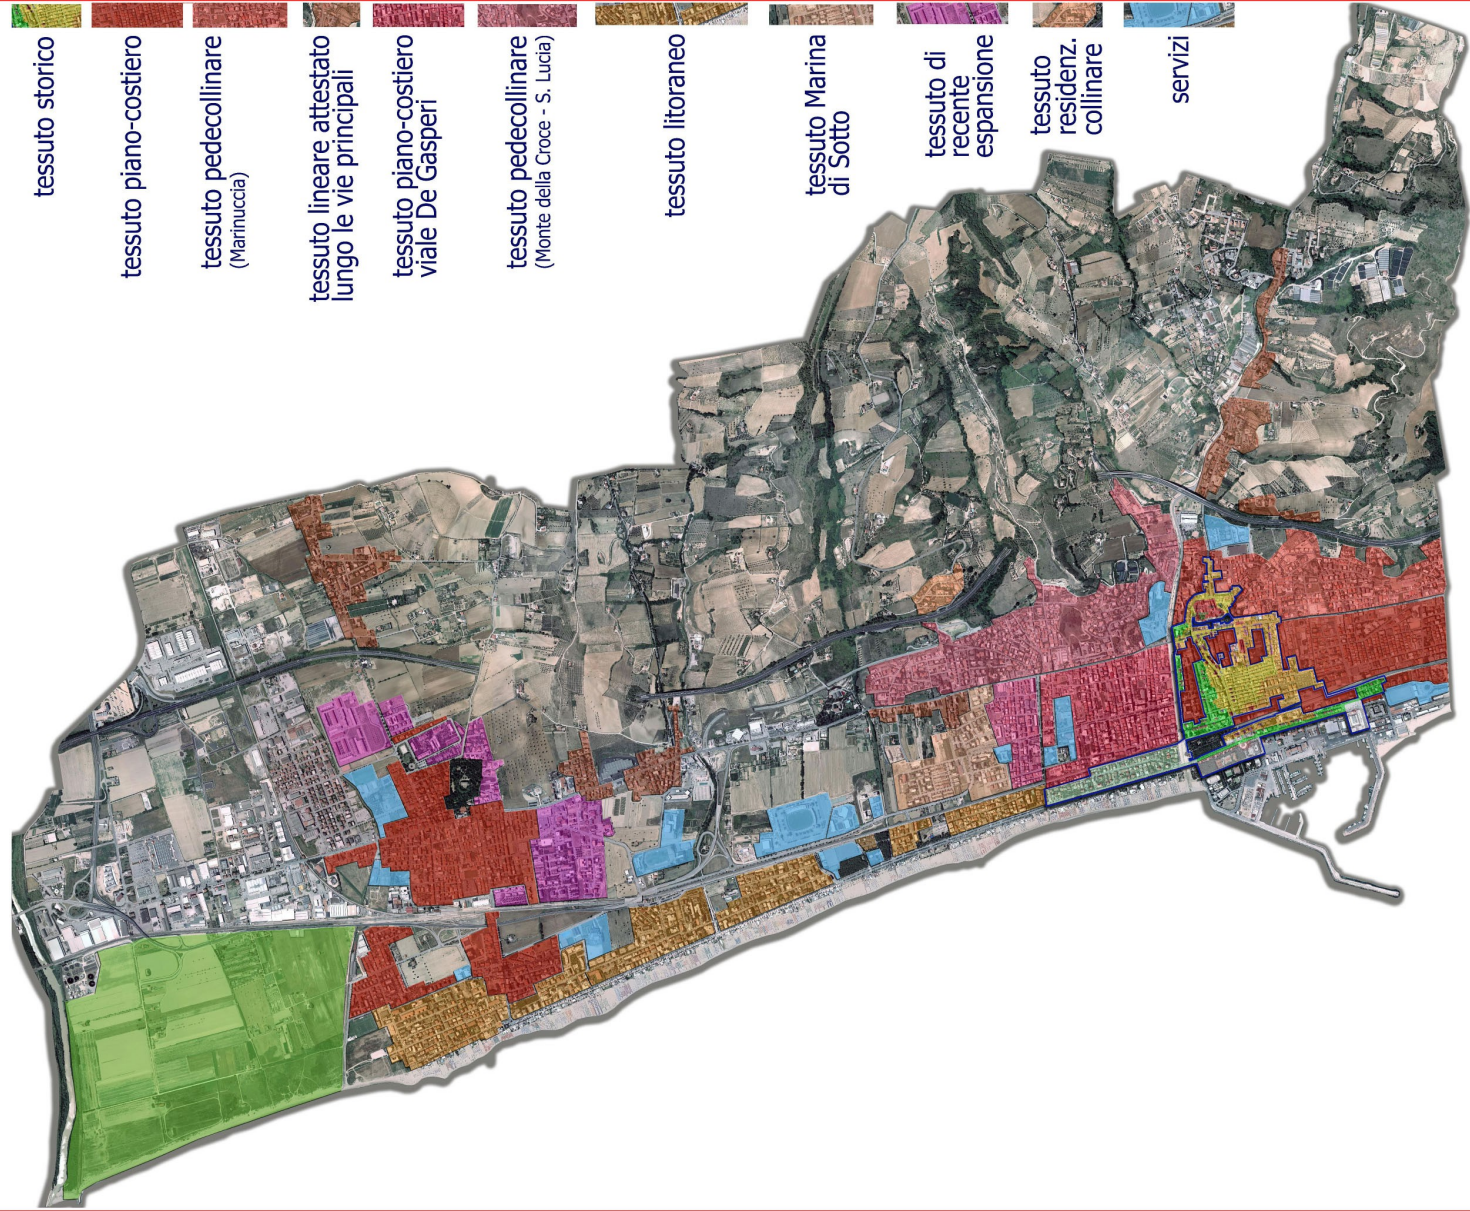 tessuto storico
tessuto piano-costiero
tessuto pedecollinare
(Marinuccia)
tessuto lineare attestato
lungo le vie principali
tessuto piano-costiero
viale De Gasperi
tessuto pedecollinare
(Monte della Croce - S. Lucia)
tessuto litoraneo
tessuto Marina
di Sotto
tessuto di
recente
espansione
tessuto
residenz.
collinare
servizi